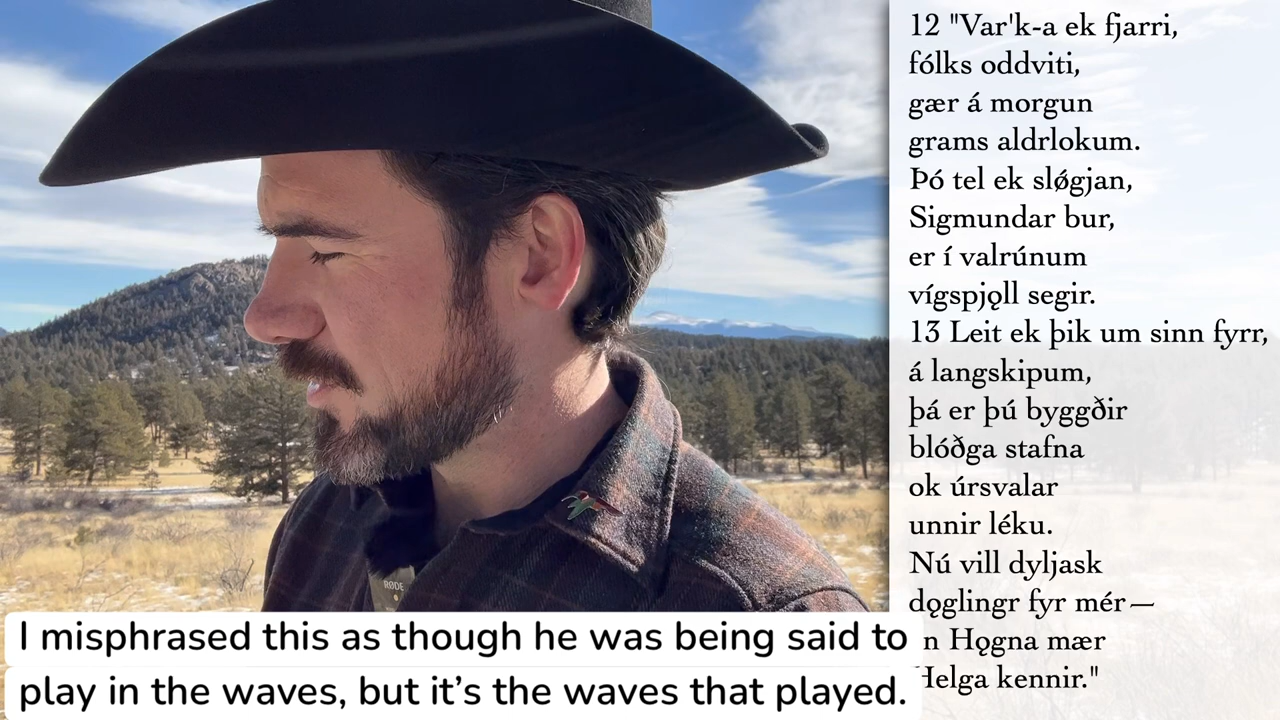 12 "Var'k-a ek fjarri,
fólks oddviti,
gær á morgun
grams aldrlokum.
Þó tel ek slǿgjan,
Sigmundar bur,
er í valrúnum
vígspjǫll segir.
13 Leit ek þik um sinn fyrr,
á langskipum,
þá er þú byggðir
blóðga stafna
ok úrsvalar
unnir léku.
Nú vill dyljask
dǫglingr fyr mér—
n Hǫgna mær
Helga kennir."
RØDE
I misphrased this as though he was being said to
play in the waves, but it's the waves that played.